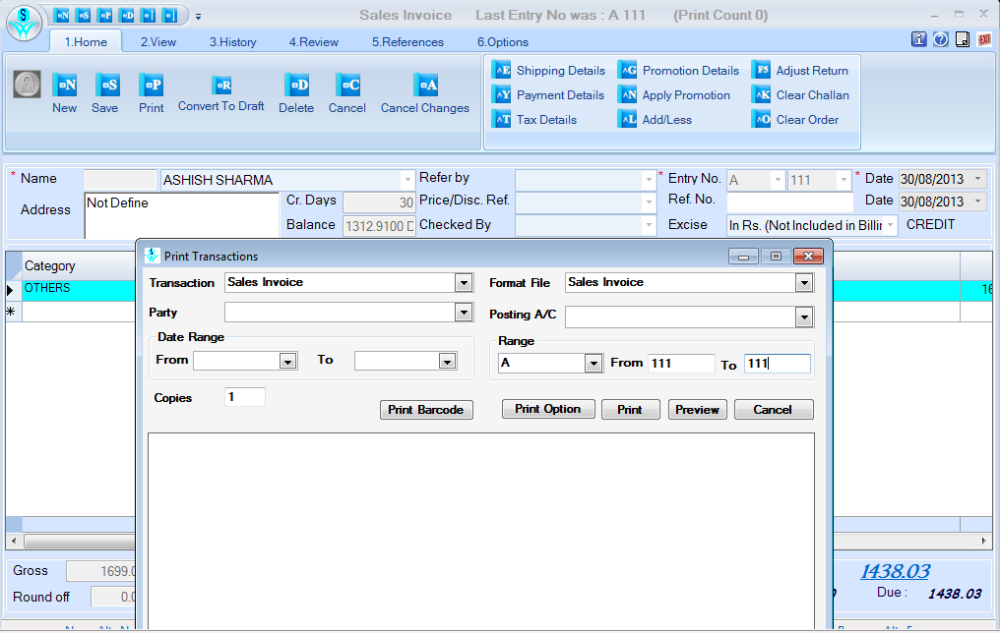 Sales Invoice Last Entry No was : A 111 (Print Count 0)
1.Home 2.View 3.History 4.Review 5.References 6.Options
New Save Print Convert To Draft Delete Cancel Cancel Changes
^E Shipping Details ^G Promotion Details F5 Adjust Return
^Y Payment Details ^N Apply Promotion ^K Clear Challan
^T Tax Details ^L Add/Less ^O Clear Order
* Name ASHISH SHARMA Refer by * Entry No. A 111 * Date 30/08/2013
Address Not Define Cr. Days 30 Price/Disc. Ref. Ref. No. Date 30/08/2013
Balance 1312.9100 D Checked By Excise In Rs. (Not Included in Billin CREDIT
Print Transactions
Category
OTHERS 16
Transaction Sales Invoice Format File Sales Invoice
Party Posting A/C
Date Range Range
From To A From 111 To 111
Copies 1
Print Barcode Print Option Print Preview Cancel
Gross 1699.0 1438.03
Round off 0.0 Due : 1438.03